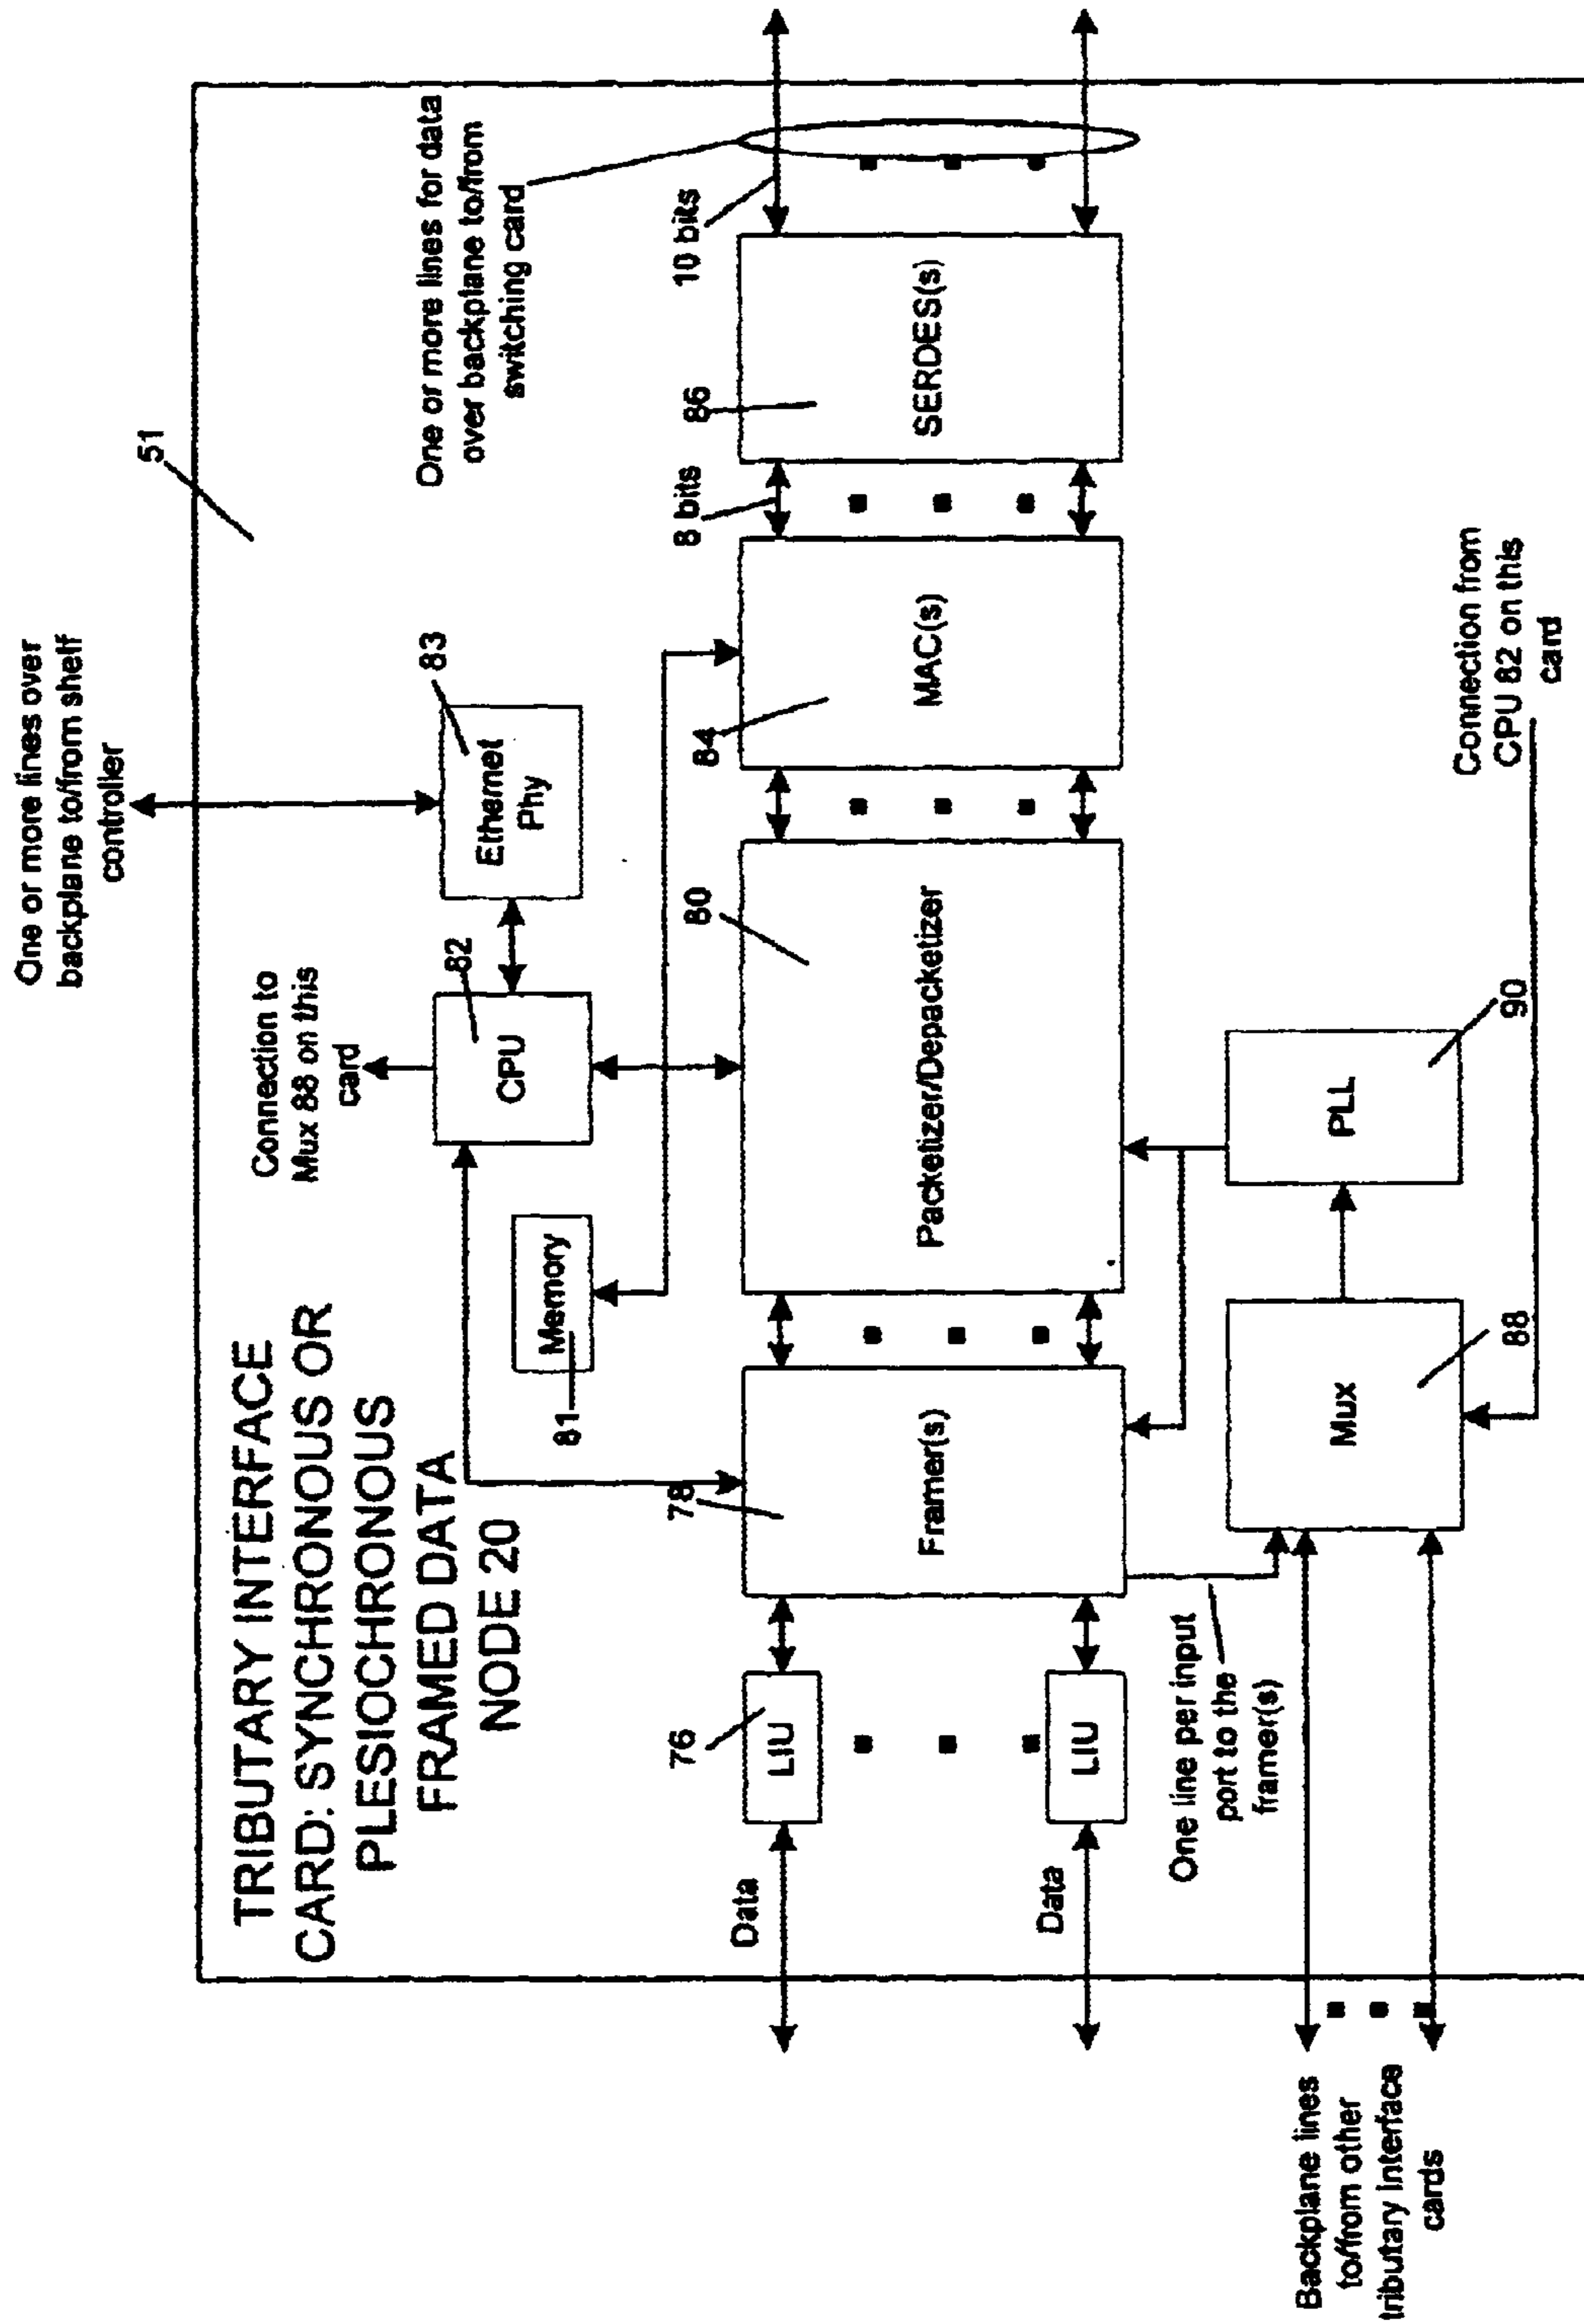 TRIBUTARY INTERFACE
CARD: SYNCHRONOUS OR
PLESIOCHRONOUS
FRAMED DATA
NODE 20
One or more lines over
backplane to/from shelf
controller
51
Connection to
Mux 88 on this
card
82
CPU
83
Ethernet
Phy
One or more lines for data
over backplane to/from
switching card
81
Memory
Data
76
LIU
78
Framer(s)
80
Packetizer/Depacketizer
84
MAC(s)
8 bits
86
SERDES(s)
10 bits
Data
LIU
One line per input
port to the
framer(s)
Mux
88
PLL
90
Connection from
CPU 82 on this
card
Backplane lines
to/from other
tributary interface
cards